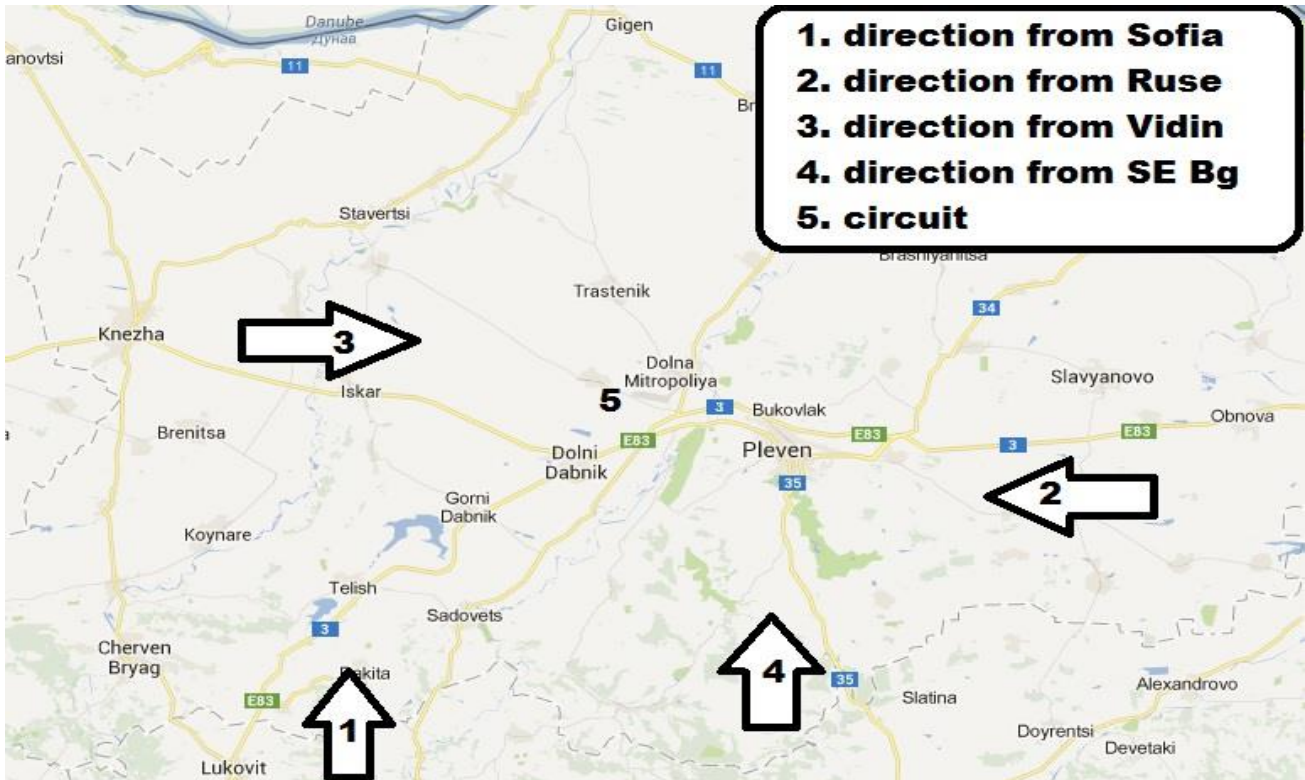 Danube
Дунав
Gigen
anovtsi
11
11
Br
1. direction from Sofia
2. direction from Ruse
3. direction from Vidin
4. direction from SE Bg
5. circuit
Stavertsi
Brashlyanitsa
Trastenik
34
Knezha
3
Dolna
Mitropoliya
Slavyanovo
Iskar
5
3
Bukovlak
Obnova
Brenitsa
E83
E83
3
E83
Dolni
Dabnik
Pleven
35
2
Gorni
Dabnik
Koynare
Telish
Sadovets
3
Cherven
Bryag
Rakita
4
35
Slatina
Alexandrovo
E83
1
Doyrentsi
Devetaki
Lukovit